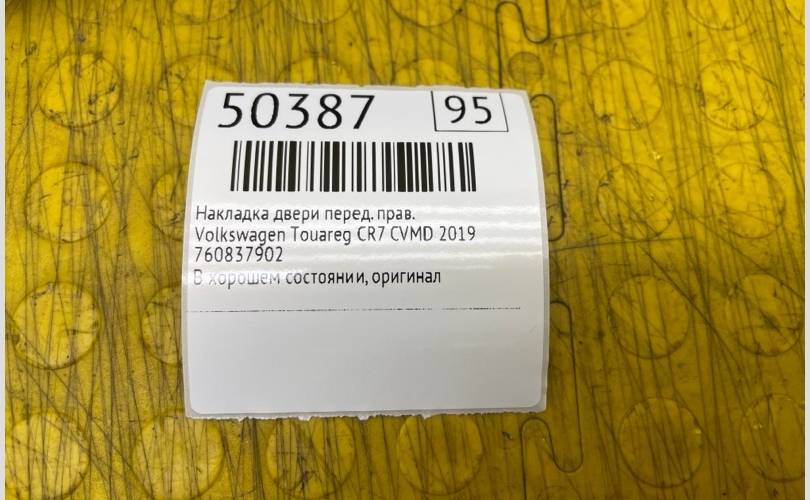 50387 95
Накладка двери перед. прав.
Volkswagen Touareg CR7 CVMD 2019
760837902
В хорошем состоянии, оригинал